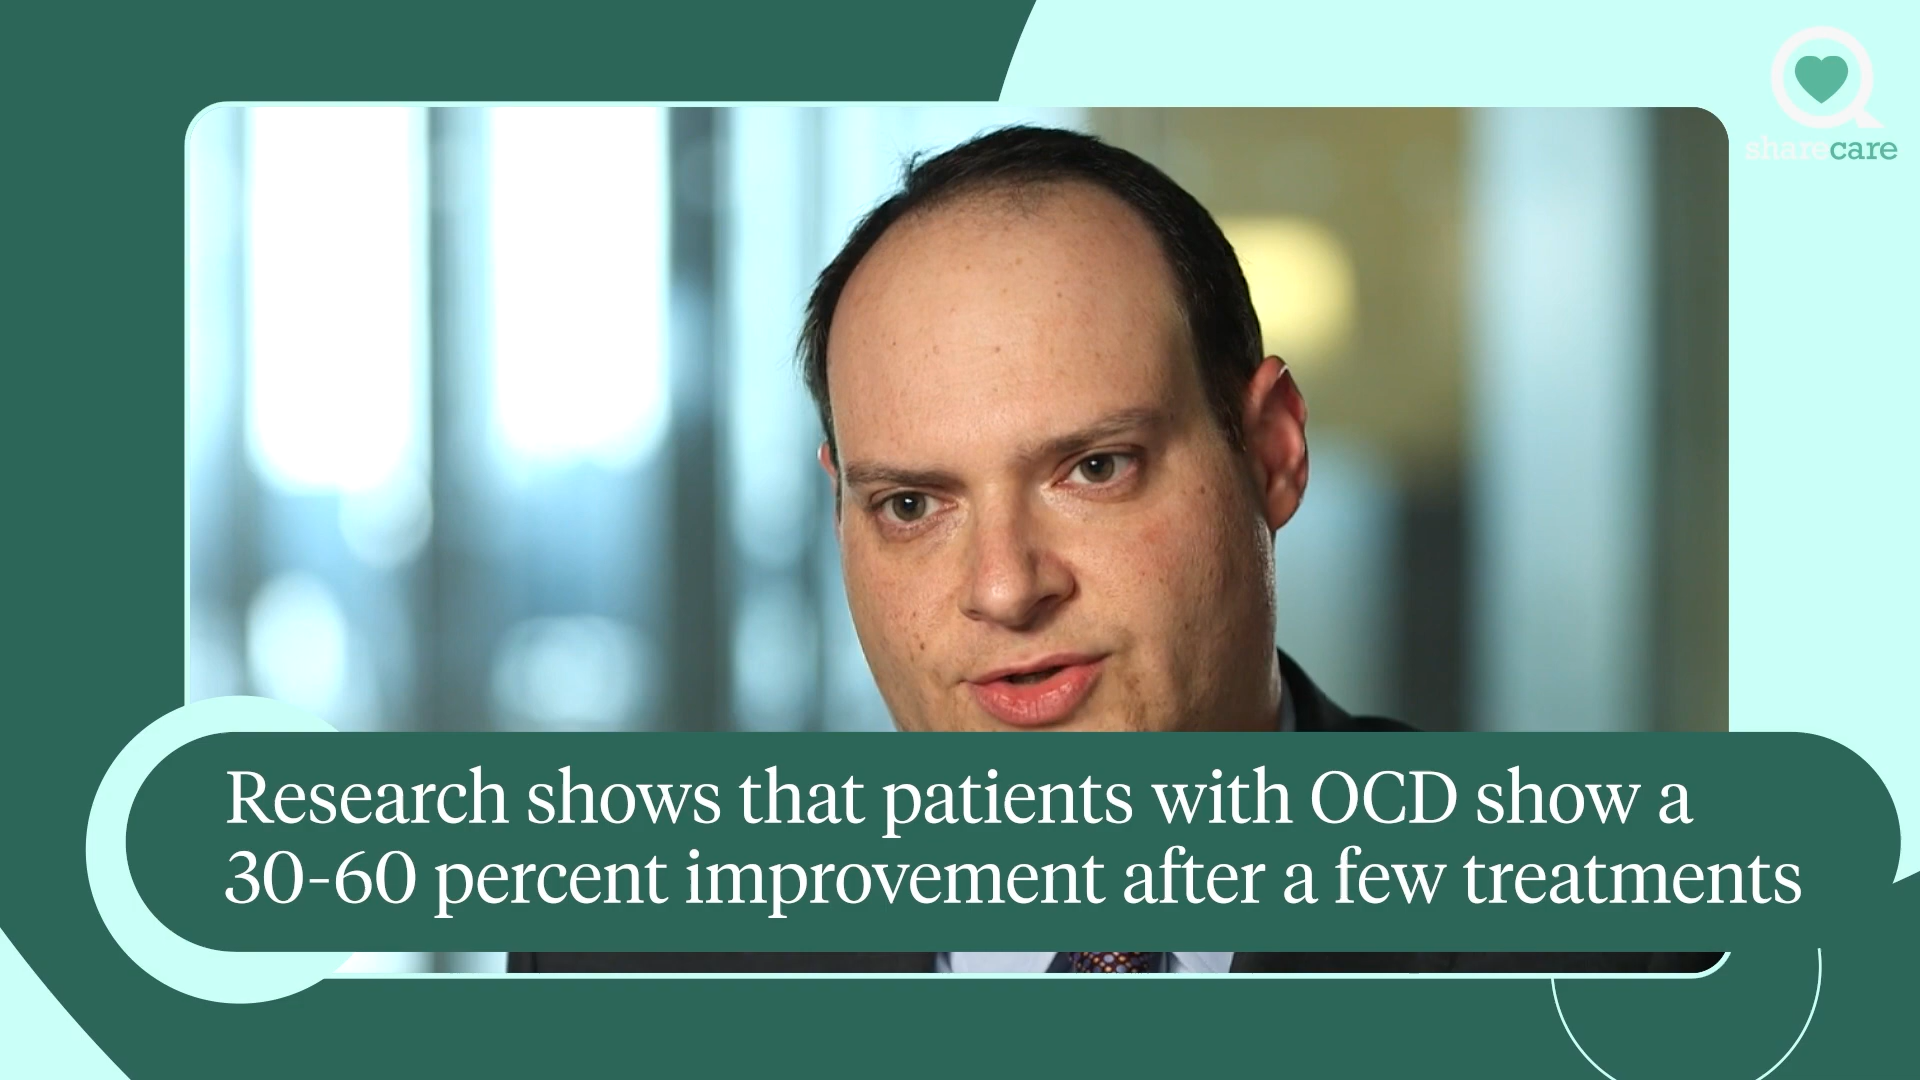 sharecare
Research shows that patients with OCD show a
30-60 percent improvement after a few treatments